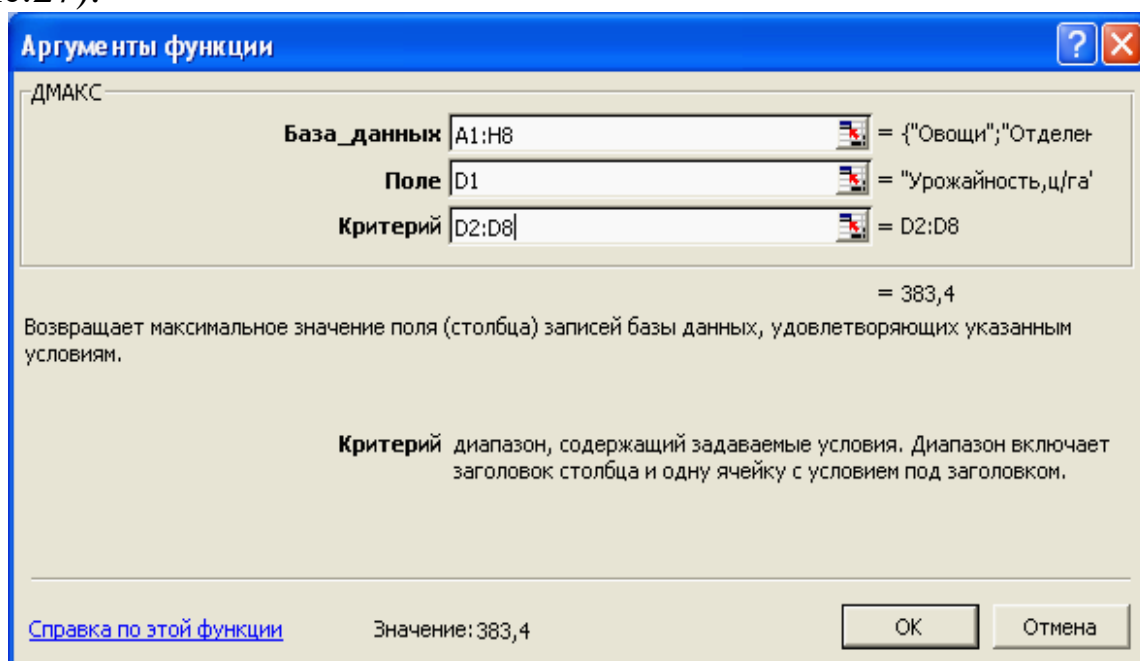 Аргументы функции
ДМАКС
База_данных A1:H8 = {"Овощи";"Отделен
Поле D1 = "Урожайность,ц/га"
Критерий D2:D8 = D2:D8
= 383,4
Возвращает максимальное значение поля (столбца) записей базы данных, удовлетворяющих указанным
условиям.
Критерий диапазон, содержащий задаваемые условия. Диапазон включает
заголовок столбца и одну ячейку с условием под заголовком.
Справка по этой функции Значение: 383,4 OK Отмена